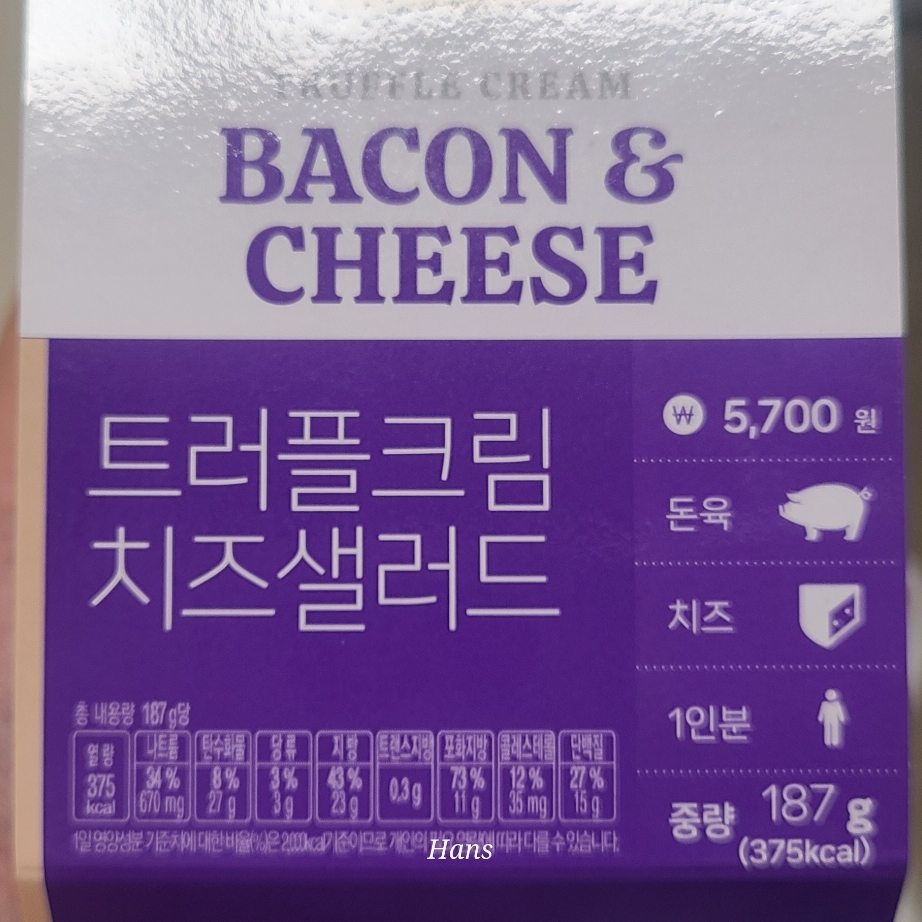 TRUFFLE CREAM
BACON &
CHEESE
트러플크림
치즈샐러드
₩ 5,700 원
돈육
치즈
1인분
중량 187 g
(375kcal)
총 내용량 187 g당
열량 나트륨 탄수화물 당류 지방 트랜스지방 포화지방 콜레스테롤 단백질
375 34 % 8 % 3 % 43 % 0.3 g 73 % 12 % 27 %
kcal 670 mg 27 g 3 g 23 g 11 g 35 mg 15 g
1일 영양성분 기준치에 대한 비율(%)은 2,000kcal 기준이므로 개인의 필요 열량에 따라 다를 수 있습니다.
Hans